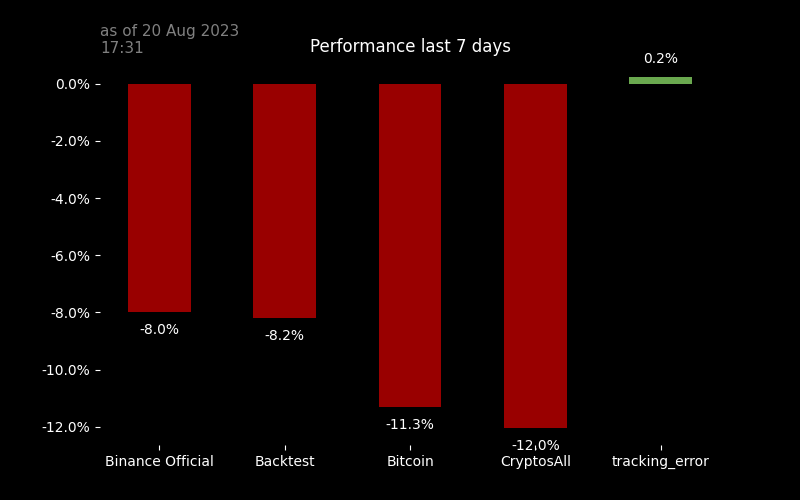 as of 20 Aug 2023
17:31
Performance last 7 days
0.2%
0.0%
-2.0%
-4.0%
-6.0%
-8.0%
-10.0%
-12.0%
-8.0%
-8.2%
-11.3%
-12.0%
Binance Official
Backtest
Bitcoin
CryptosAll
tracking_error